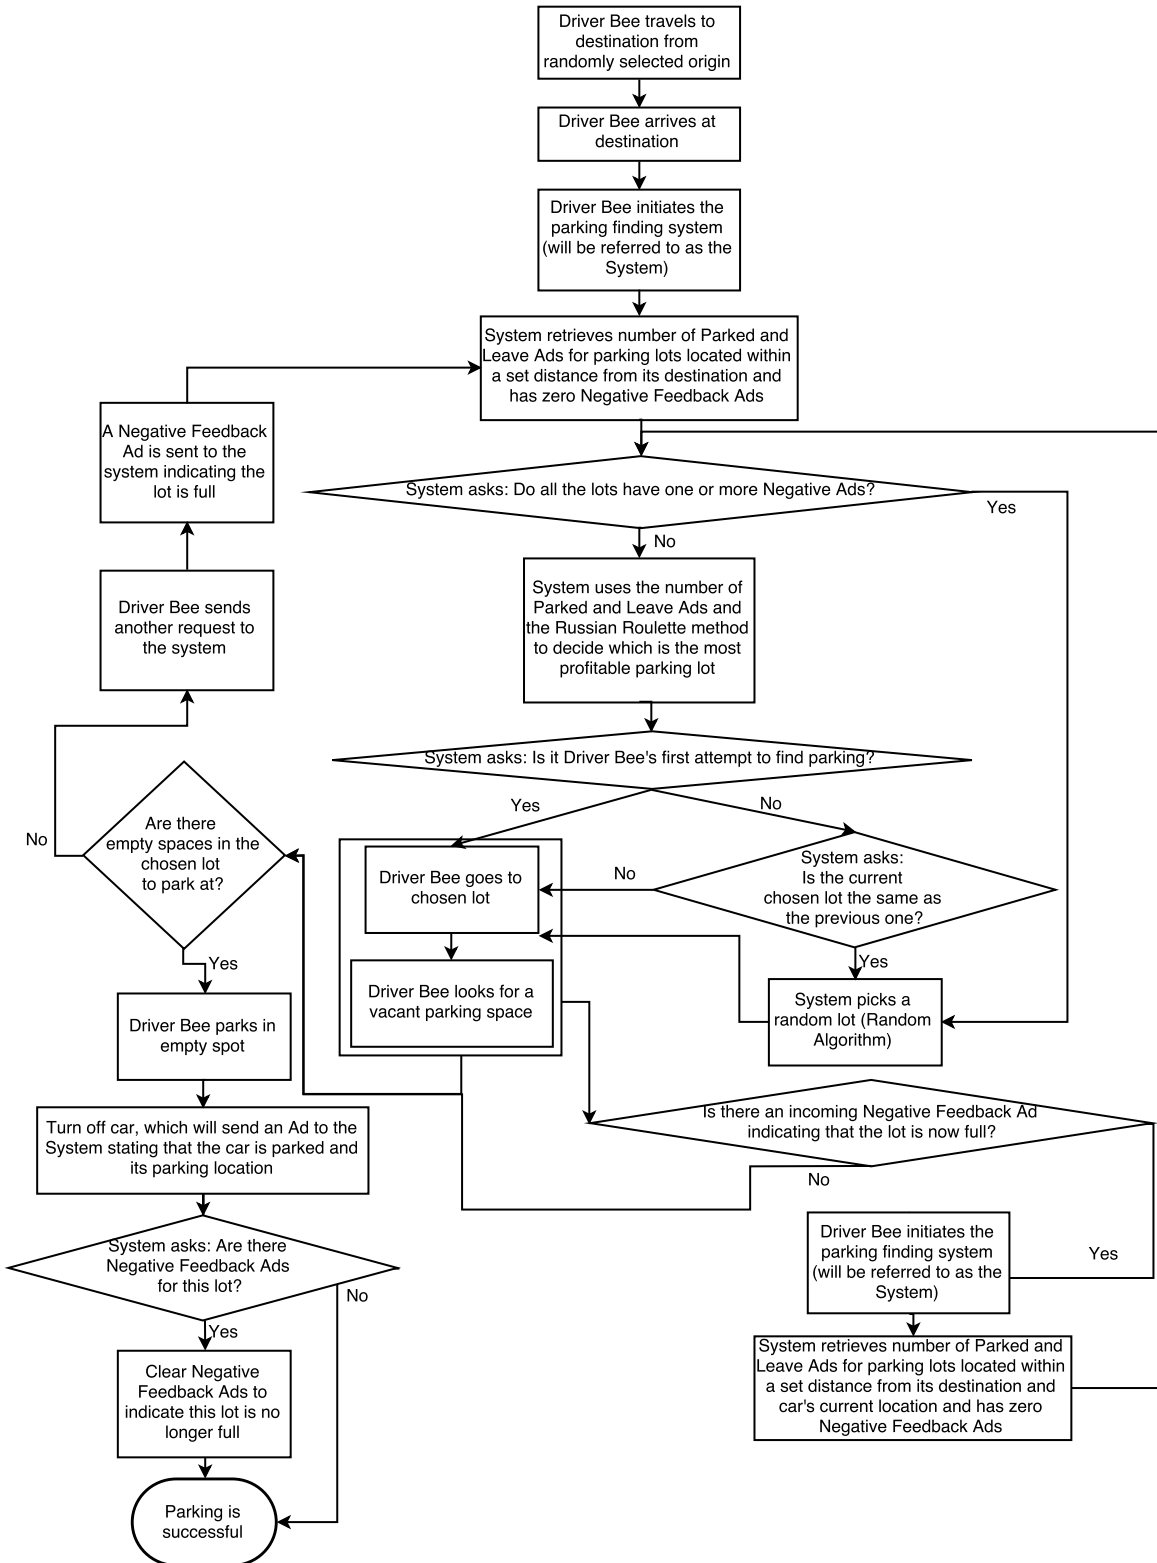 Driver Bee travels to
destination from
randomly selected origin
Driver Bee arrives at
destination
Driver Bee initiates the
parking finding system
(will be referred to as the
System)
System retrieves number of Parked and
Leave Ads for parking lots located within
a set distance from its destination and
has zero Negative Feedback Ads
A Negative Feedback
Ad is sent to the
system indicating the
lot is full
System asks: Do all the lots have one or more Negative Ads?
Yes
No
System uses the number of
Parked and Leave Ads and
the Russian Roulette method
to decide which is the most
profitable parking lot
Driver Bee sends
another request to
the system
System asks: Is it Driver Bee's first attempt to find parking?
Yes
No
No
Are there
empty spaces in the
chosen lot
to park at?
Driver Bee goes to
chosen lot
No
System asks:
Is the current
chosen lot the same as
the previous one?
Yes
Yes
Driver Bee looks for a
vacant parking space
System picks a
random lot (Random
Algorithm)
Driver Bee parks in
empty spot
Is there an incoming Negative Feedback Ad
indicating that the lot is now full?
No
Turn off car, which will send an Ad to the
System stating that the car is parked and
its parking location
System asks: Are there
Negative Feedback Ads
for this lot?
No
Yes
Driver Bee initiates the
parking finding system
(will be referred to as the
System)
Yes
System retrieves number of Parked and
Leave Ads for parking lots located within
a set distance from its destination and
car's current location and has zero
Negative Feedback Ads
Clear Negative
Feedback Ads to
indicate this lot is no
longer full
Parking is
successful